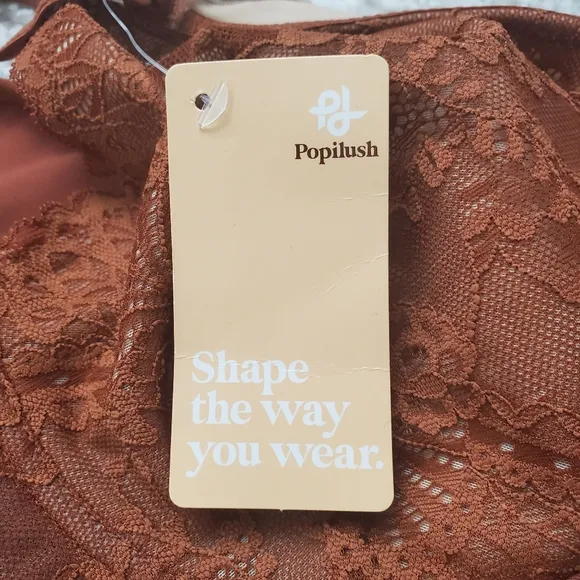 Popilush
Shape
the way
you wear.